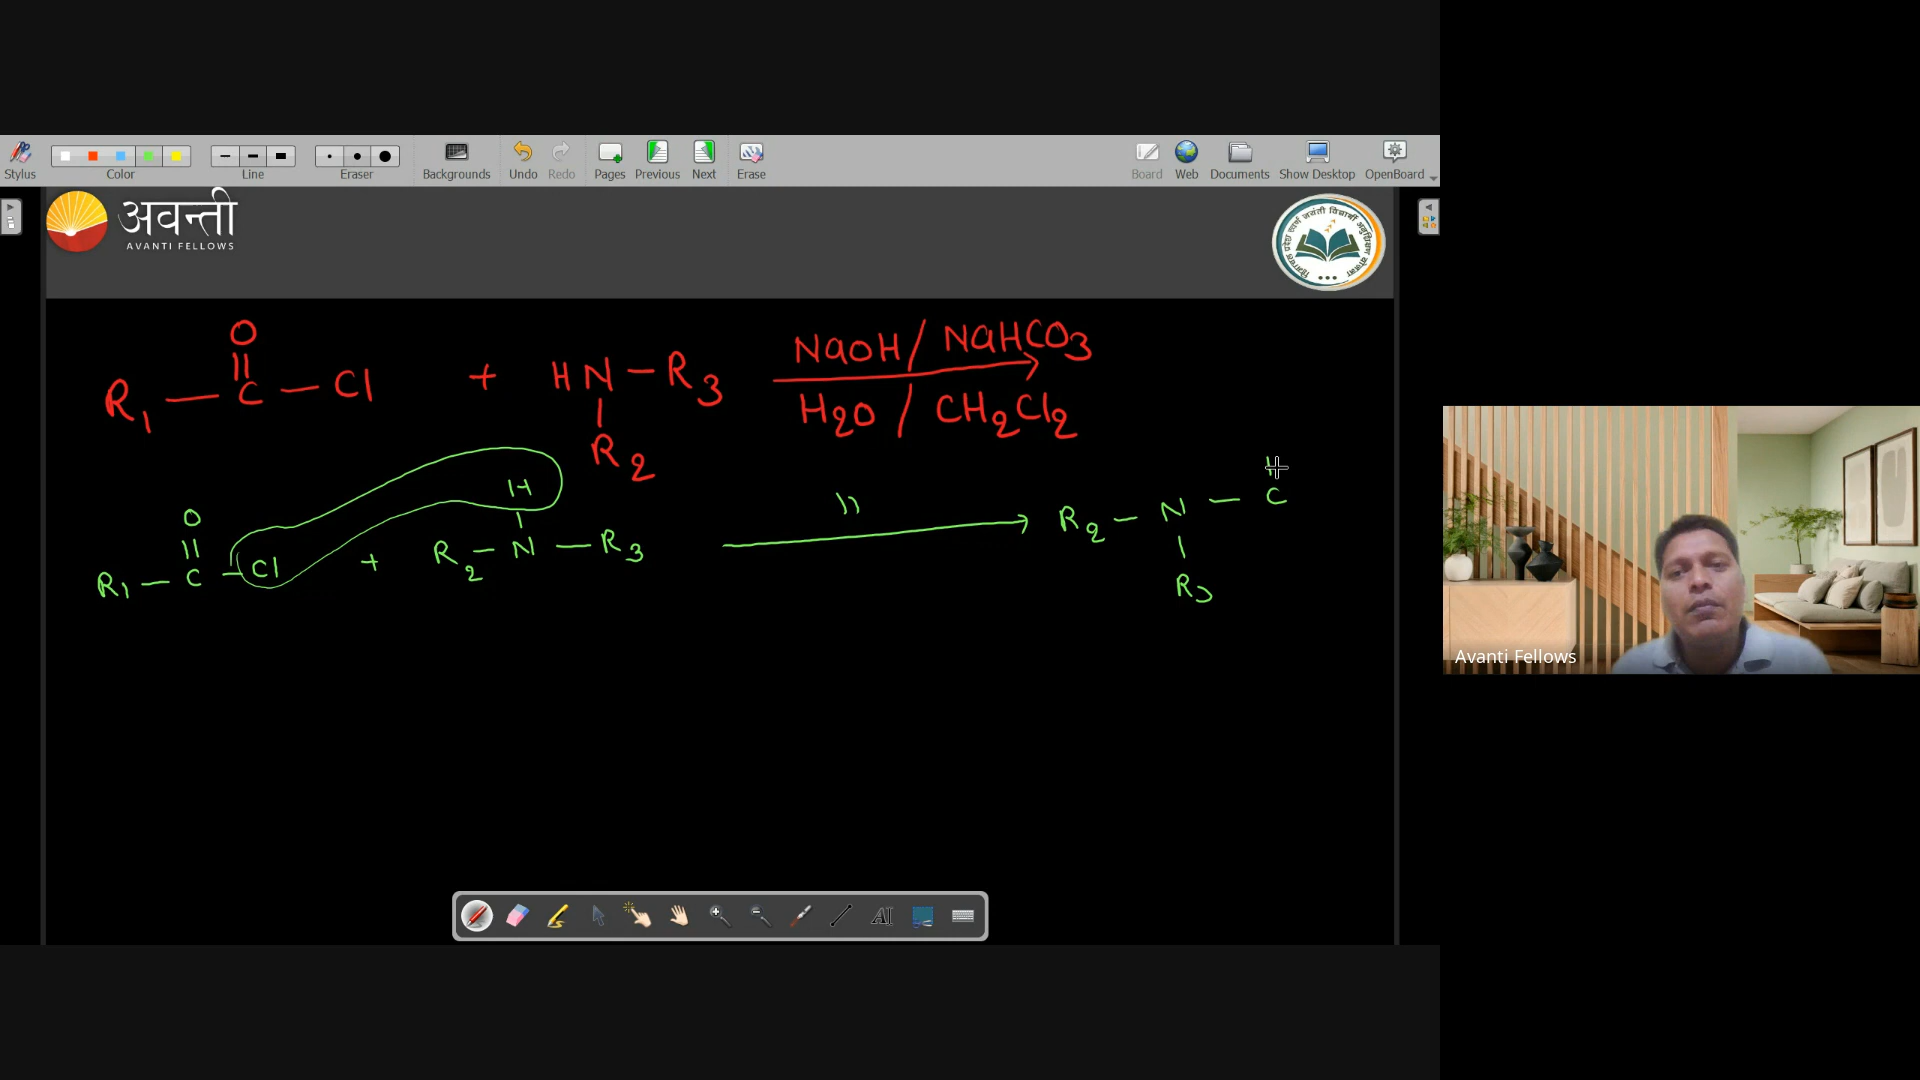 Stylus Color Line Eraser Backgrounds Undo Redo Pages Previous Next Erase Board Web Documents Show Desktop OpenBoard
अवन्ती
AVANTI FELLOWS
O
||
R₁ — C — Cl + HN — R₃ NaOH / NaHCO₃
H₂O / CH₂Cl₂
|
R₂
H
|
O
||
R₁ — C — Cl + R₂ — N — R₃ → R₂ — N — C
|
R₃
Avanti Fellows
AI